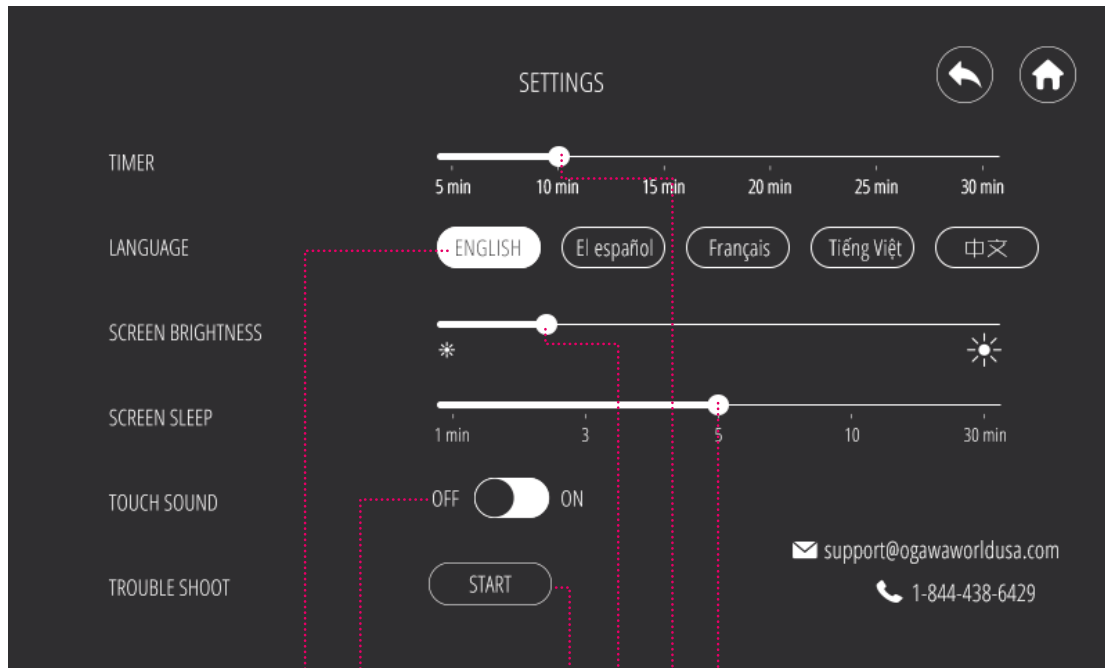 SETTINGS
TIMER
5 min 10 min 15 min 20 min 25 min 30 min
LANGUAGE ENGLISH El español Français Tiếng Việt 中文
SCREEN BRIGHTNESS
SCREEN SLEEP
1 min 3 5 10 30 min
TOUCH SOUND OFF ON
support@ogawaworldusa.com
TROUBLE SHOOT START 1-844-438-6429